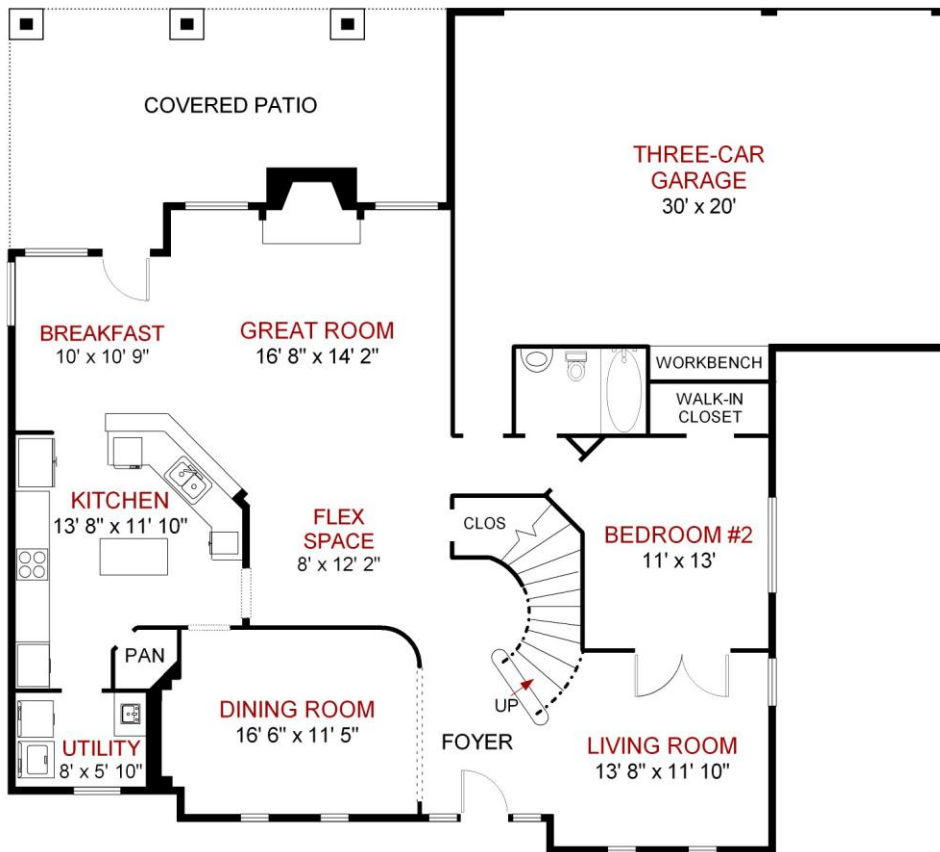 COVERED PATIO
THREE-CAR
GARAGE
30' x 20'
BREAKFAST
10' x 10' 9"
GREAT ROOM
16' 8" x 14' 2"
WORKBENCH
WALK-IN
CLOSET
KITCHEN
13' 8" x 11' 10"
FLEX
SPACE
8' x 12' 2"
CLOS
BEDROOM #2
11' x 13'
PAN
DINING ROOM
16' 6" x 11' 5"
UP
FOYER
LIVING ROOM
13' 8" x 11' 10"
UTILITY
8' x 5' 10"